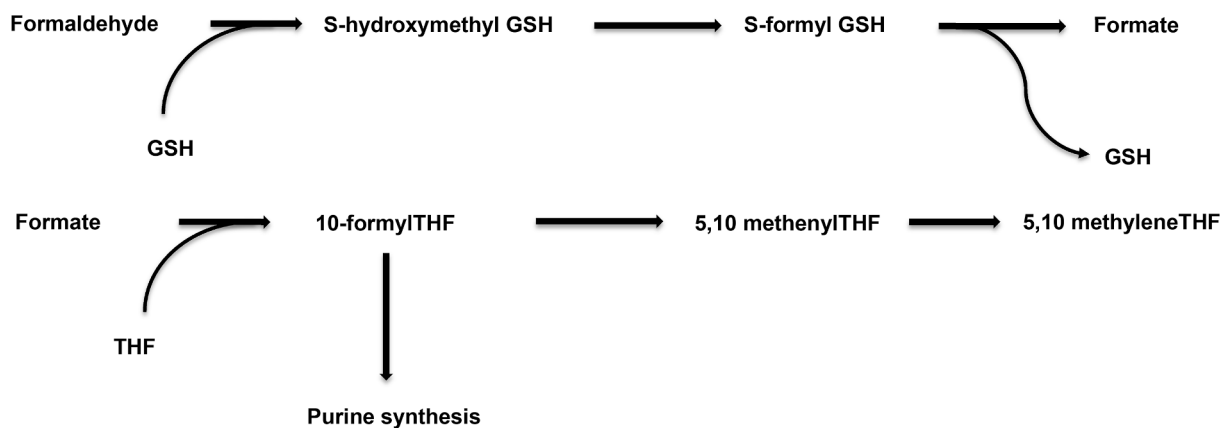 Formaldehyde S-hydroxymethyl GSH S-formyl GSH Formate
GSH
GSH
Formate 10-formylTHF 5,10 methenylTHF 5,10 methyleneTHF
THF
Purine synthesis